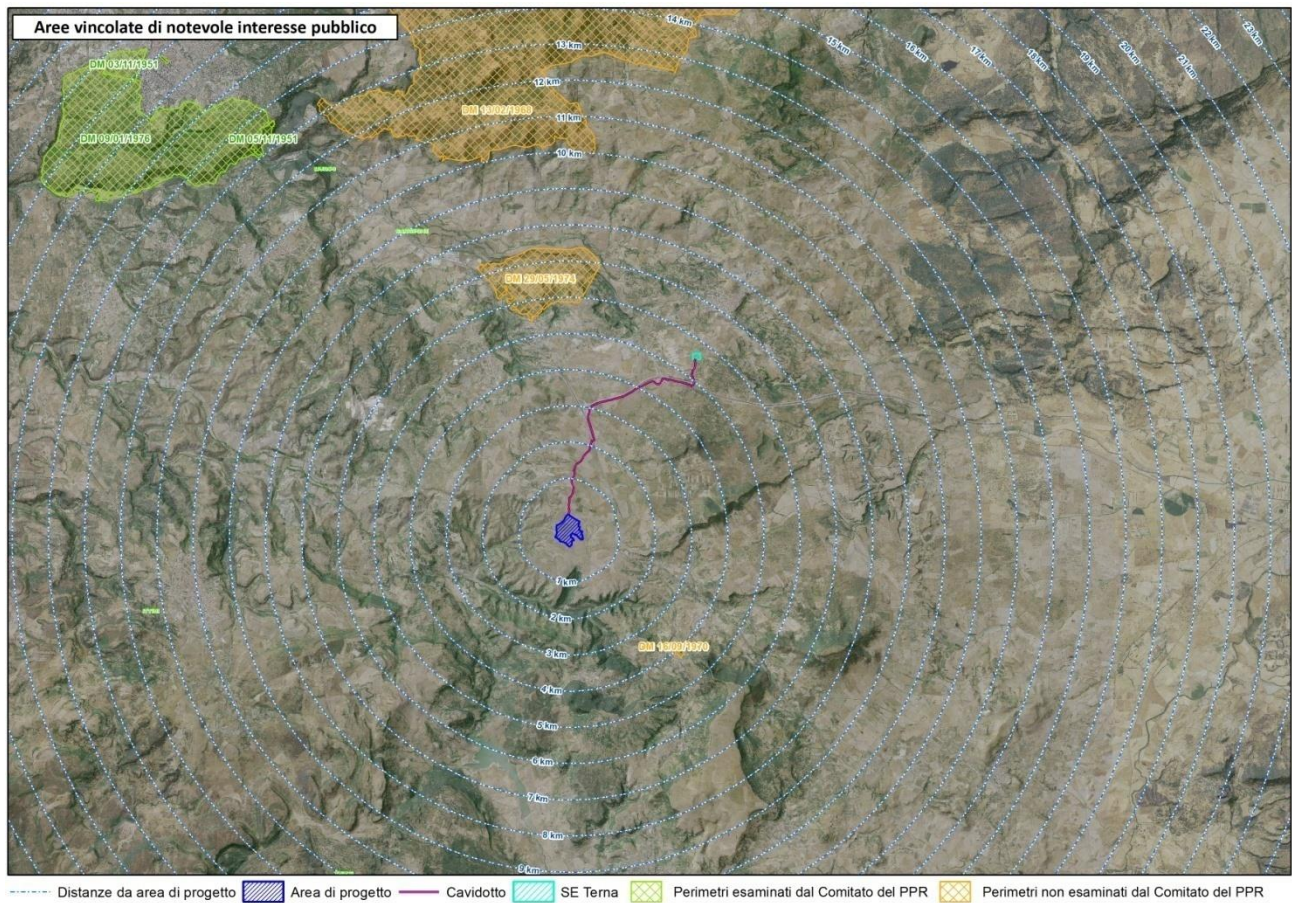 Aree vincolate di notevole interesse pubblico
14 km
13 km
12 km
11 km
10 km
15 km
16 km
17 km
18 km
19 km
20 km
21 km
22 km
23 km
DM 03/11/1951
DM 09/01/1976
DM 05/11/1951
DM 13/02/1968
DM 29/05/1974
1 km
2 km
3 km
DM 16/09/1970
4 km
5 km
6 km
7 km
8 km
9 km
Distanze da area di progetto
Area di progetto
Cavidotto
SE Terna
Perimetri esaminati dal Comitato del PPR
Perimetri non esaminati dal Comitato del PPR